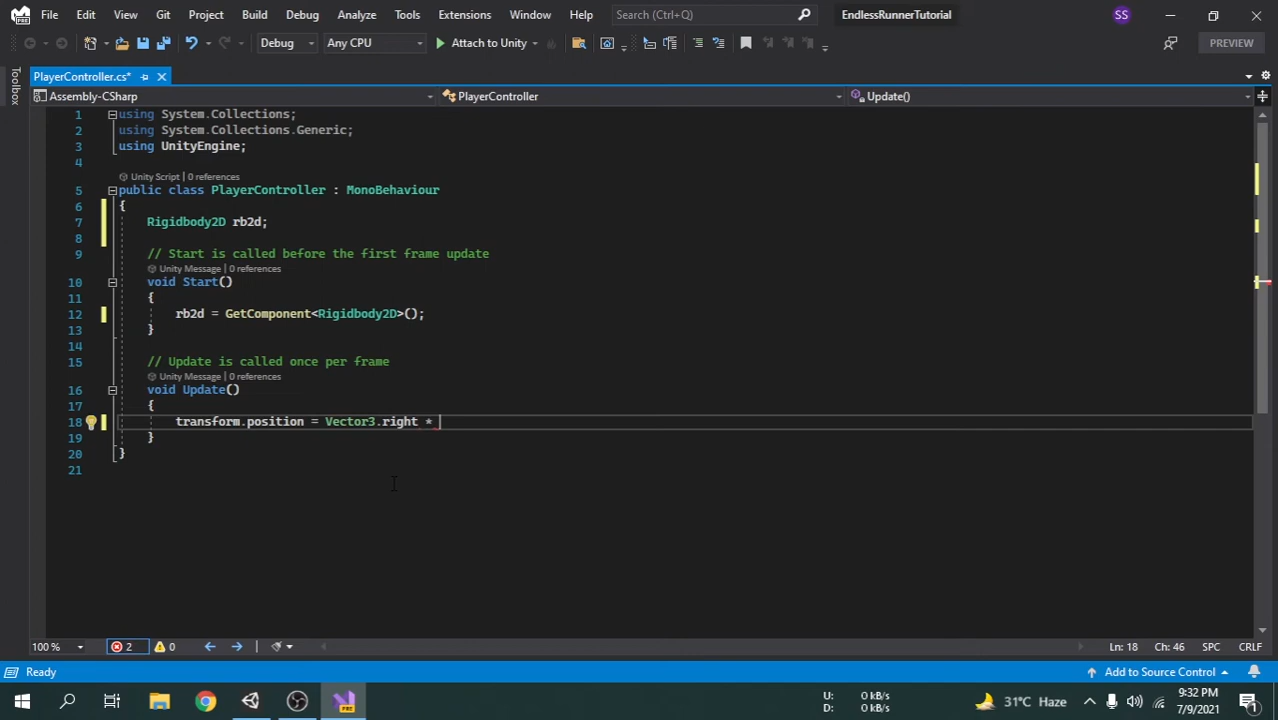 File Edit View Git Project Build Debug Analyze Tools Extensions Window Help Search (Ctrl+Q) EndlessRunnerTutorial SS
Debug Any CPU Attach to Unity PREVIEW
PlayerController.cs*
Toolbox
Assembly-CSharp PlayerController Update()
1 using System.Collections;
2 using System.Collections.Generic;
3 using UnityEngine;
4
Unity Script | 0 references
5 public class PlayerController : MonoBehaviour
6 {
7 Rigidbody2D rb2d;
8
9 // Start is called before the first frame update
Unity Message | 0 references
10 void Start()
11 {
12 rb2d = GetComponent<Rigidbody2D>();
13 }
14
15 // Update is called once per frame
Unity Message | 0 references
16 void Update()
17 {
18 transform.position = Vector3.right *
19 }
20 }
21
100 % 2 0 Ln: 18 Ch: 46 SPC CRLF
Ready Add to Source Control
PRE U: 0 kB/s 31°C Haze 9:32 PM
D: 0 kB/s 7/9/2021 1